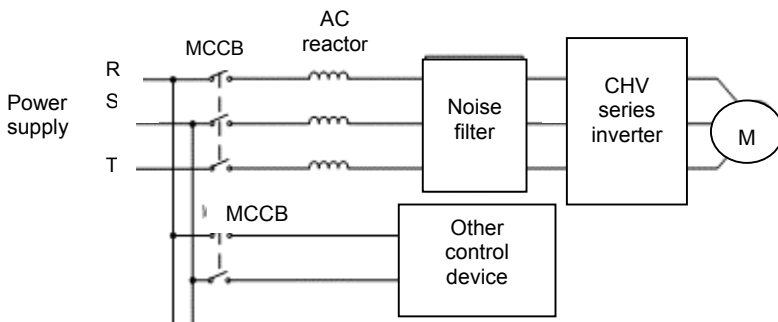 AC
reactor
MCCB
R
S
T
Power
supply
Noise
filter
CHV
series
inverter
M
MCCB
Other
control
device